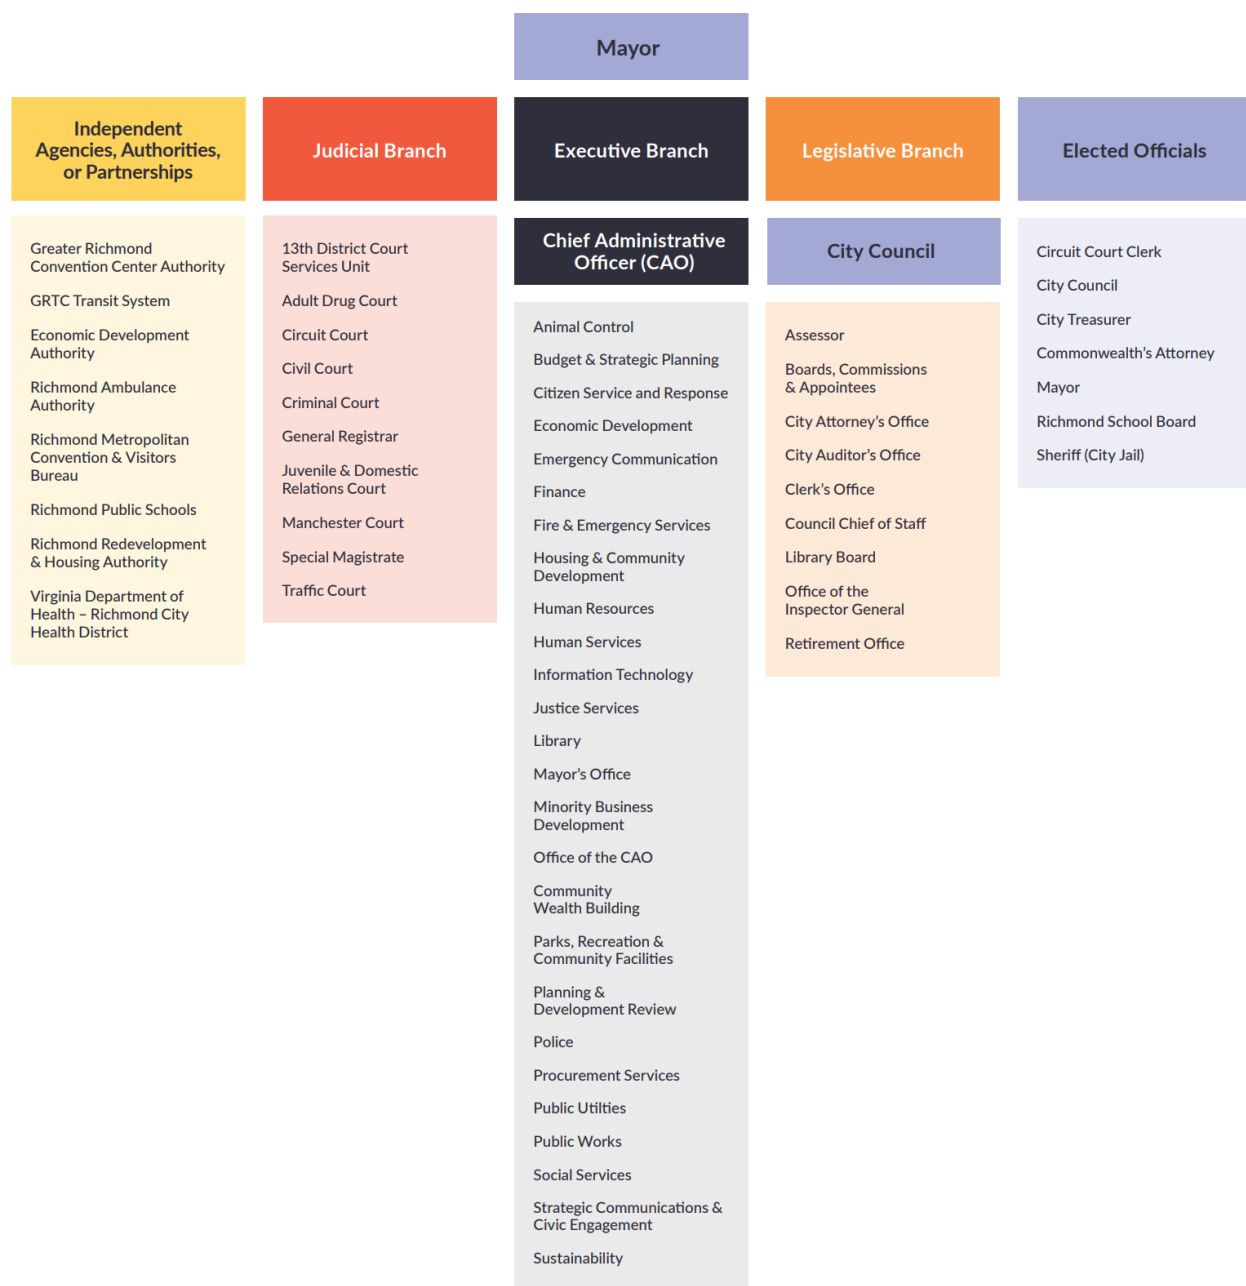 Mayor
Independent
Agencies, Authorities,
or Partnerships
Greater Richmond
Convention Center Authority
GRTC Transit System
Economic Development
Authority
Richmond Ambulance
Authority
Richmond Metropolitan
Convention & Visitors
Bureau
Richmond Public Schools
Richmond Redevelopment
& Housing Authority
Virginia Department of
Health – Richmond City
Health District
Judicial Branch
13th District Court
Services Unit
Adult Drug Court
Circuit Court
Civil Court
Criminal Court
General Registrar
Juvenile & Domestic
Relations Court
Manchester Court
Special Magistrate
Traffic Court
Executive Branch
Chief Administrative
Officer (CAO)
Animal Control
Budget & Strategic Planning
Citizen Service and Response
Economic Development
Emergency Communication
Finance
Fire & Emergency Services
Housing & Community
Development
Human Resources
Human Services
Information Technology
Justice Services
Library
Mayor’s Office
Minority Business
Development
Office of the CAO
Community
Wealth Building
Parks, Recreation &
Community Facilities
Planning &
Development Review
Police
Procurement Services
Public Utilties
Public Works
Social Services
Strategic Communications &
Civic Engagement
Sustainability
Legislative Branch
City Council
Assessor
Boards, Commissions
& Appointees
City Attorney’s Office
City Auditor’s Office
Clerk’s Office
Council Chief of Staff
Library Board
Office of the
Inspector General
Retirement Office
Elected Officials
Circuit Court Clerk
City Council
City Treasurer
Commonwealth’s Attorney
Mayor
Richmond School Board
Sheriff (City Jail)